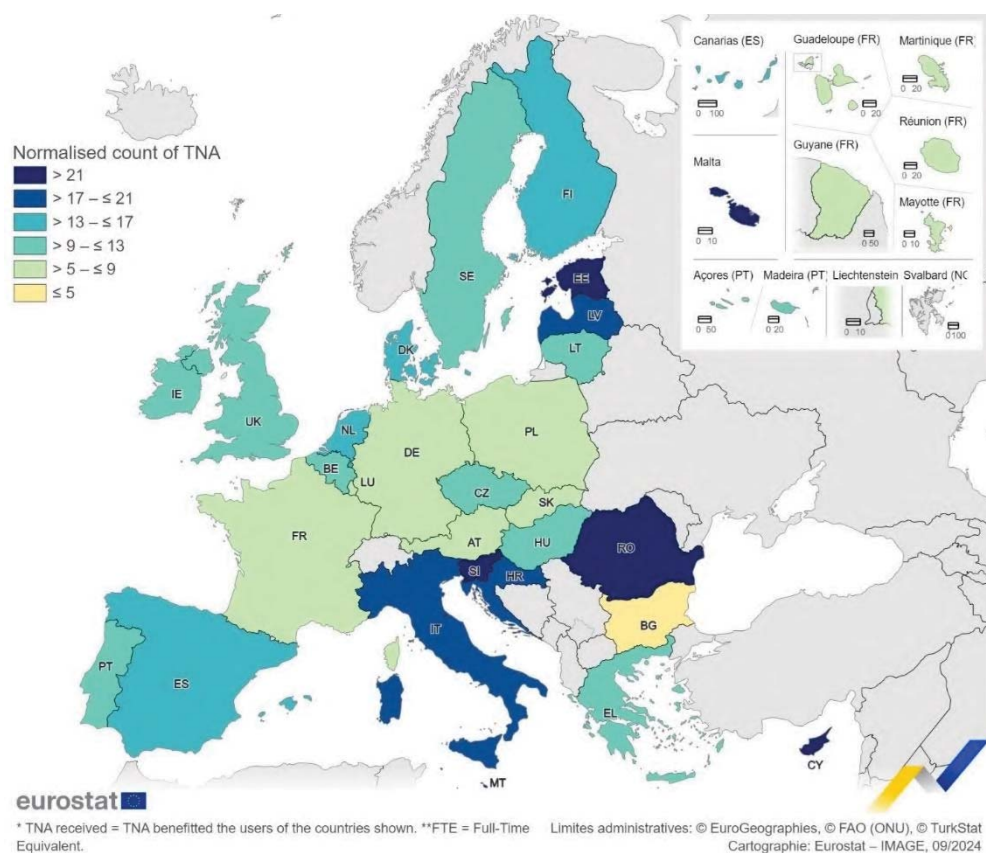 Normalised count of TNA
> 21
> 17 – ≤ 21
> 13 – ≤ 17
> 9 – ≤ 13
> 5 – ≤ 9
≤ 5
Canarias (ES)
0 100
Guadeloupe (FR)
0 20
Martinique (FR)
0 20
Malta
0 10
Guyane (FR)
0 50
Réunion (FR)
0 20
Mayotte (FR)
0 10
Açores (PT)
0 50
Madeira (PT)
0 20
Liechtenstein
0 10
Svalbard (NO
0 100
FI
SE
EE
LV
LT
DK
IE
UK
NL
BE
LU
DE
PL
CZ
SK
FR
AT
HU
RO
SI
HR
IT
BG
PT
ES
EL
MT
CY
eurostat
* TNA received = TNA benefitted the users of the countries shown. **FTE = Full-Time
Equivalent.
Limites administratives: © EuroGeographies, © FAO (ONU), © TurkStat
Cartographie: Eurostat – IMAGE, 09/2024